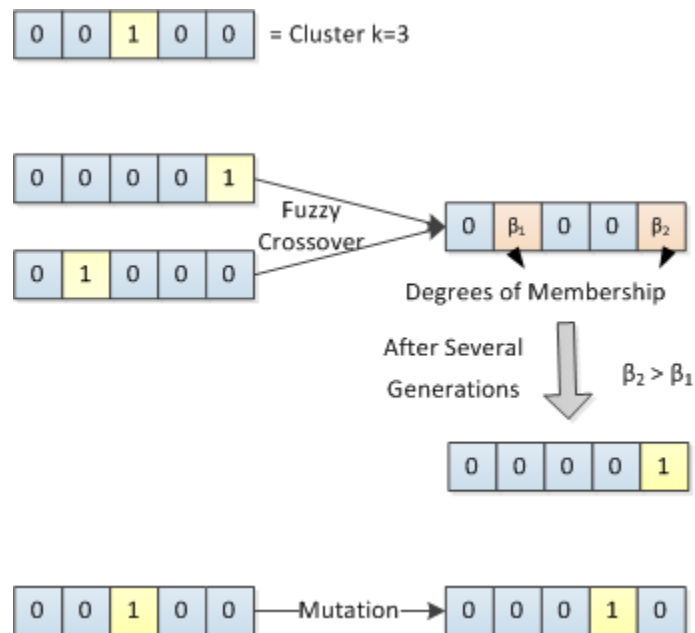 0 0 1 0 0 = Cluster k=3
0 0 0 0 1
Fuzzy
Crossover
0 1 0 0 0
0 β₁ 0 0 β₂
Degrees of Membership
After Several
Generations
β₂ > β₁
0 0 0 0 1
0 0 1 0 0 Mutation 0 0 0 1 0